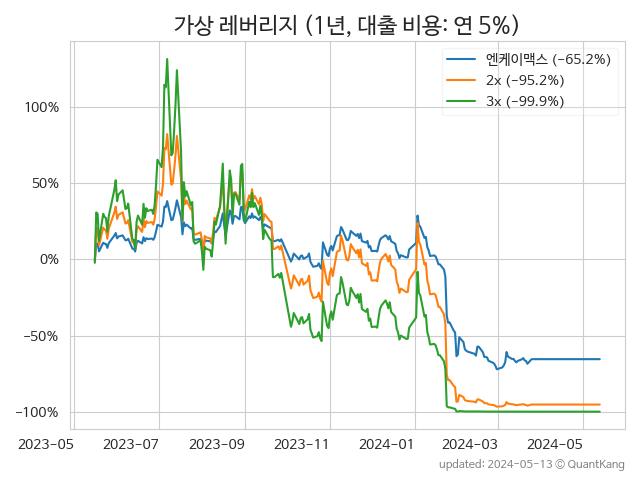 가상 레버리지 (1년, 대출 비용: 연 5%)
엔케이맥스 (−65.2%)
2x (−95.2%)
3x (−99.9%)
100%
50%
0%
−50%
−100%
2023-05 2023-07 2023-09 2023-11 2024-01 2024-03 2024-05
updated: 2024-05-13 © QuantKang